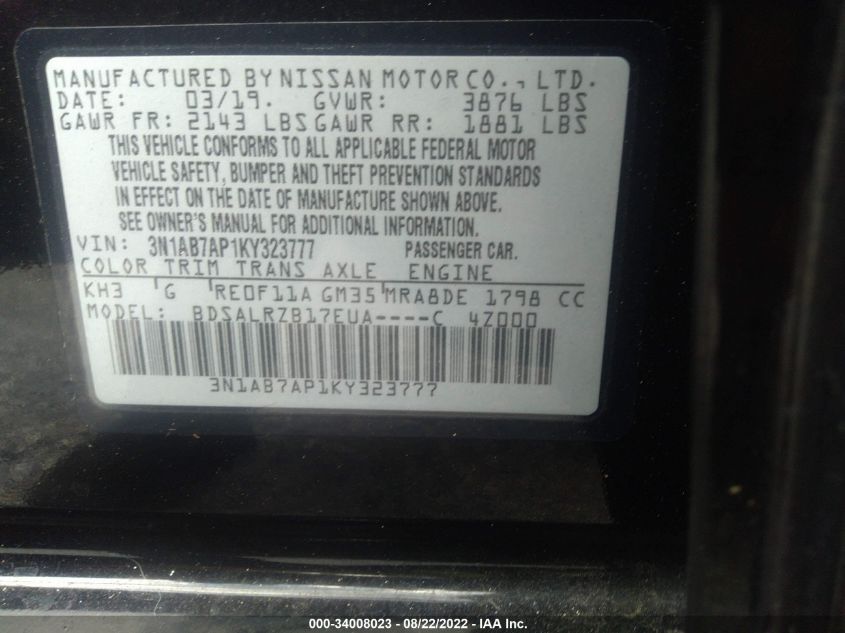 MANUFACTURED BY NISSAN MOTOR CO., LTD.
DATE: 03/19. GVWR: 3876 LBS
GAWR FR: 2143 LBS GAWR RR: 1881 LBS
THIS VEHICLE CONFORMS TO ALL APPLICABLE FEDERAL MOTOR
VEHICLE SAFETY, BUMPER AND THEFT PREVENTION STANDARDS
IN EFFECT ON THE DATE OF MANUFACTURE SHOWN ABOVE.
SEE OWNER'S MANUAL FOR ADDITIONAL INFORMATION.
VIN: 3N1AB7AP1KY323777 PASSENGER CAR.
COLOR TRIM TRANS AXLE ENGINE
KH3 G RE0F11A GM35 MRA8DE 1798 CC
MODEL: BDSALRZB17EUA----C 4Z000
3N1AB7AP1KY323777
000-34008023 - 08/22/2022 - IAA Inc.